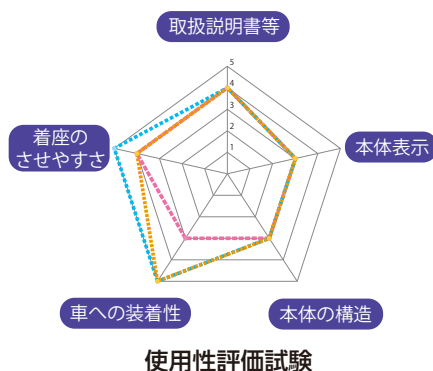 取扱説明書等
5
4
3
2
1
着座の
させやすさ
本体表示
車への装着性
本体の構造
使用性評価試験